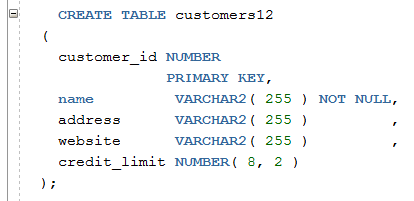 CREATE TABLE customers12
(
customer_id NUMBER
PRIMARY KEY,
name VARCHAR2( 255 ) NOT NULL,
address VARCHAR2( 255 ) ,
website VARCHAR2( 255 ) ,
credit_limit NUMBER( 8, 2 )
);